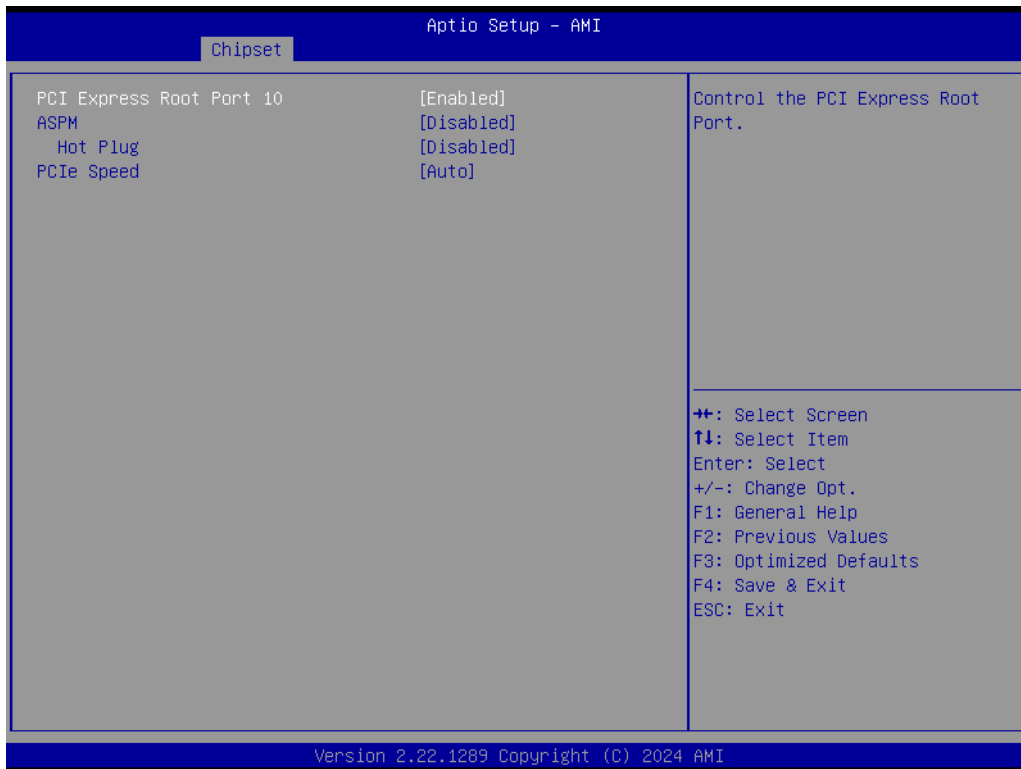 Aptio Setup – AMI
Chipset
PCI Express Root Port 10 [Enabled]
ASPM [Disabled]
Hot Plug [Disabled]
PCIe Speed [Auto]
Control the PCI Express Root
Port.
→←: Select Screen
↑↓: Select Item
Enter: Select
+/-: Change Opt.
F1: General Help
F2: Previous Values
F3: Optimized Defaults
F4: Save & Exit
ESC: Exit
Version 2.22.1289 Copyright (C) 2024 AMI